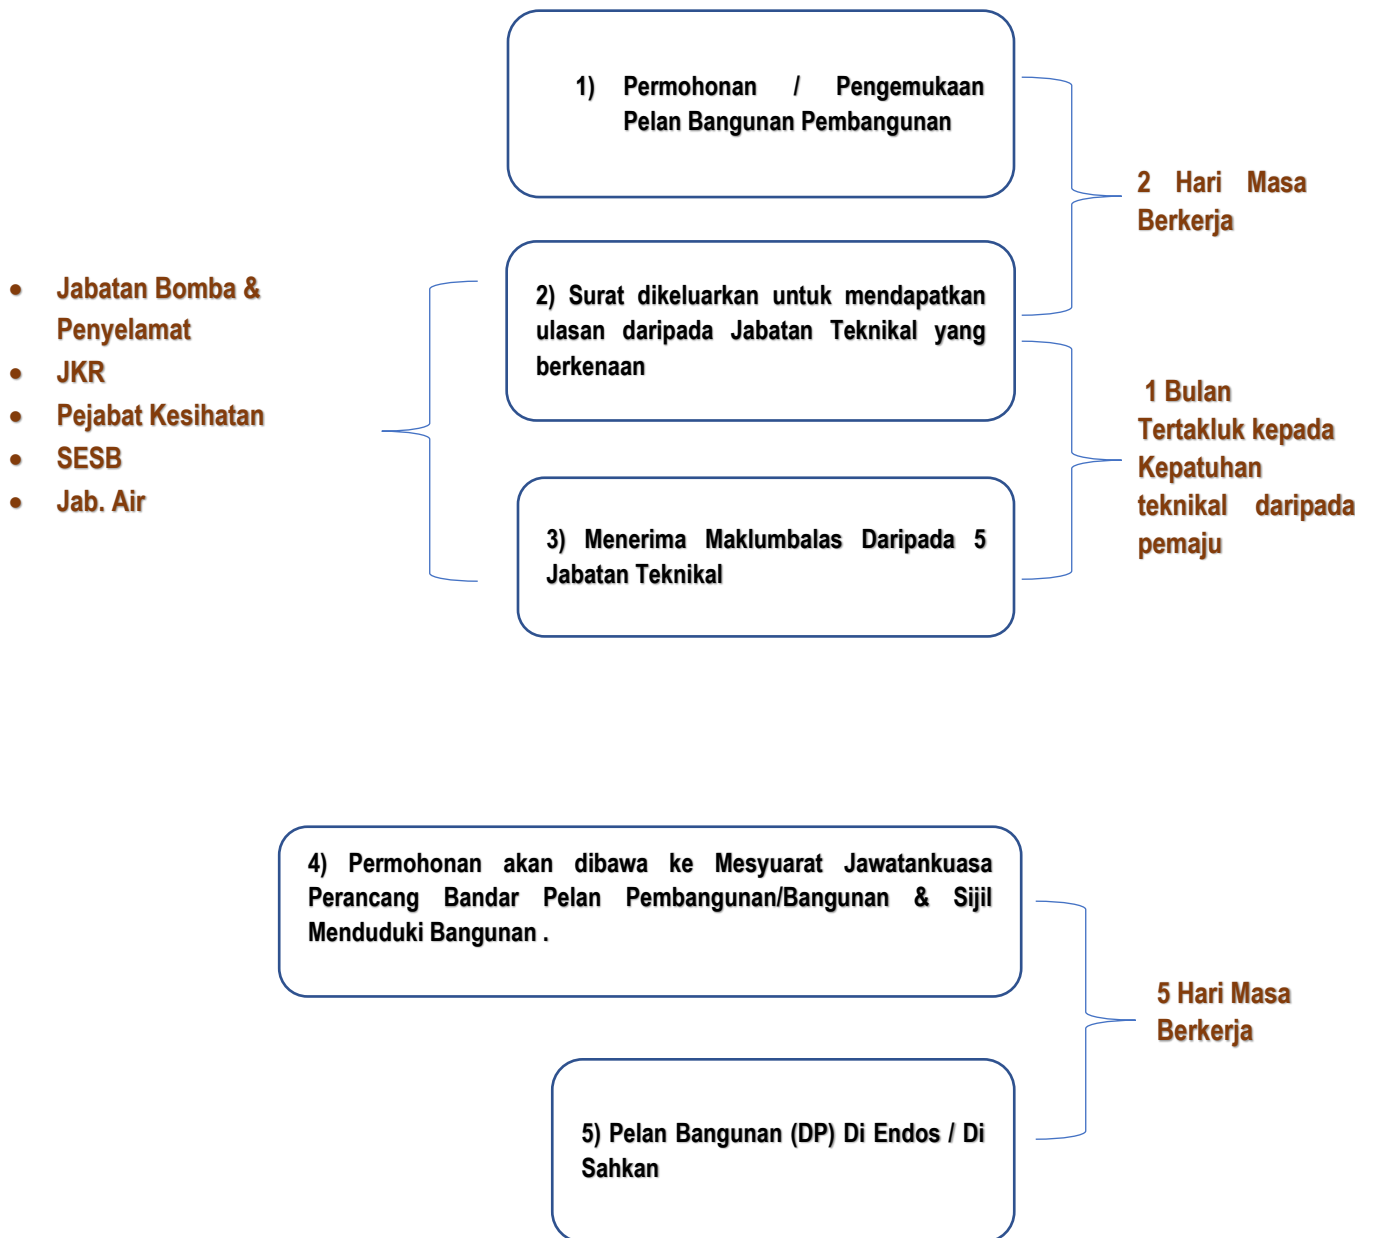 1) Permohonan / Pengemukaan
Pelan Bangunan Pembangunan
2 Hari Masa
Berkerja
• Jabatan Bomba &
Penyelamat
• JKR
• Pejabat Kesihatan
• SESB
• Jab. Air
2) Surat dikeluarkan untuk mendapatkan
ulasan daripada Jabatan Teknikal yang
berkenaan
1 Bulan
Tertakluk kepada
Kepatuhan
teknikal daripada
pemaju
3) Menerima Maklumbalas Daripada 5
Jabatan Teknikal
4) Permohonan akan dibawa ke Mesyuarat Jawatankuasa
Perancang Bandar Pelan Pembangunan/Bangunan & Sijil
Menduduki Bangunan .
5 Hari Masa
Berkerja
5) Pelan Bangunan (DP) Di Endos / Di
Sahkan